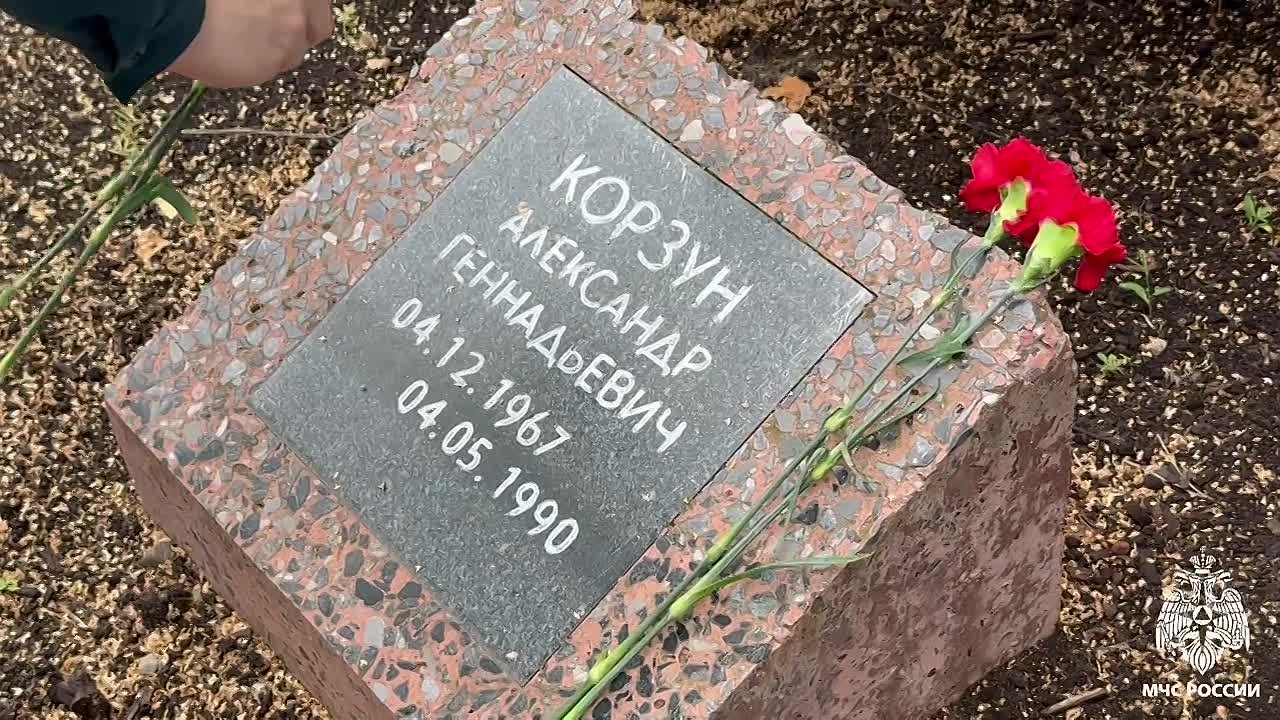 КОРЗУН
АЛЕКСАНДР
ГЕННАДЬЕВИЧ
04.12.1967
04.05.1990
МЧС РОССИИ